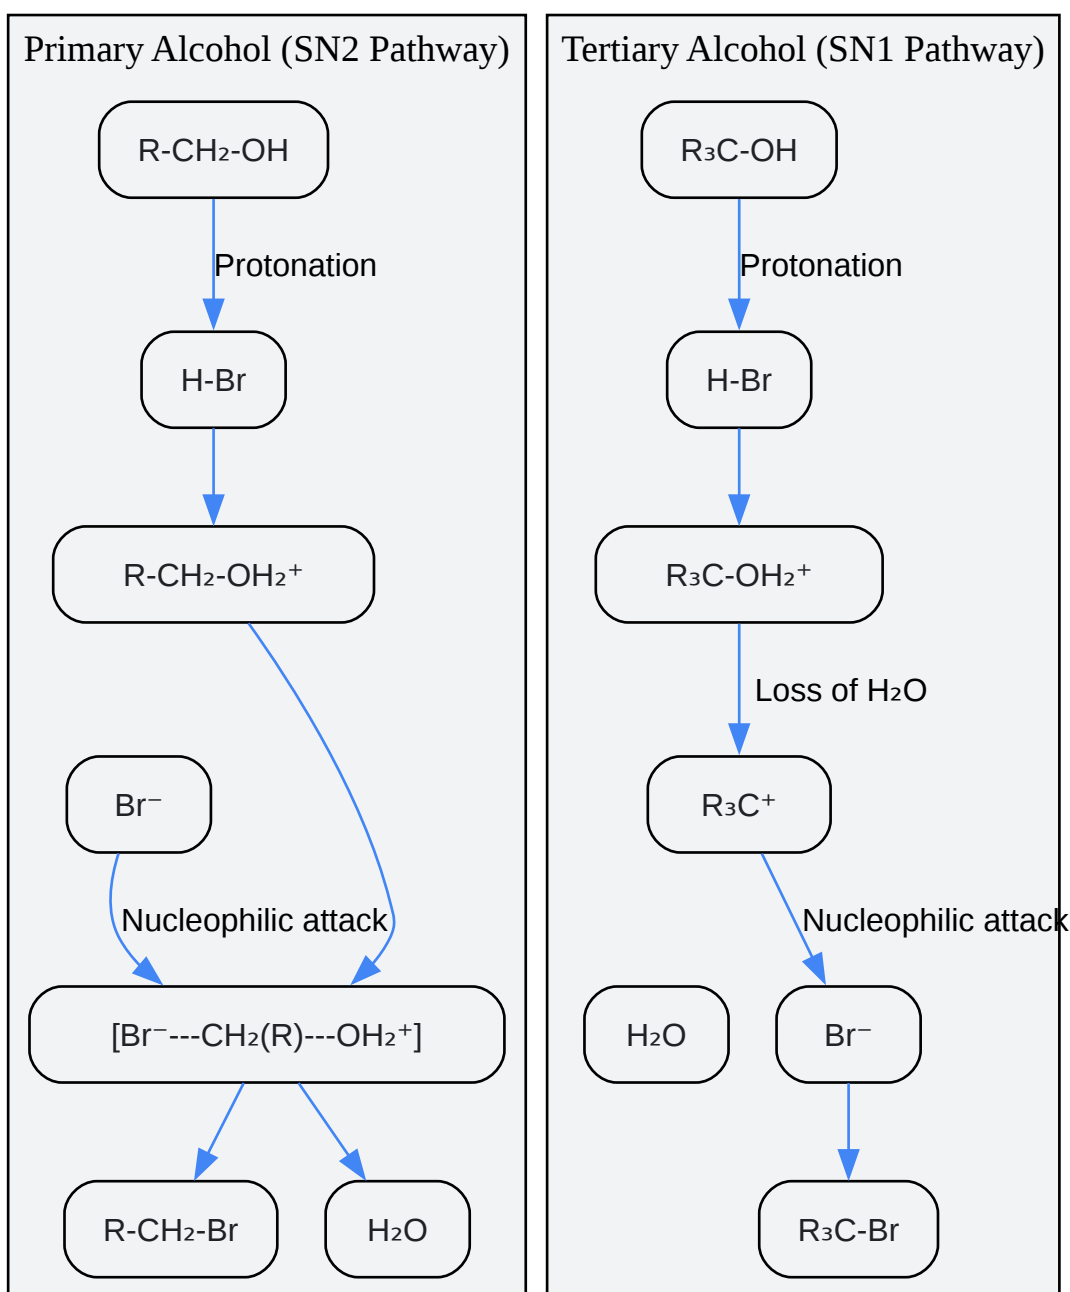 Primary Alcohol (SN2 Pathway)
R-CH₂-OH
Protonation
H-Br
R-CH₂-OH₂⁺
Br⁻
Nucleophilic attack
[Br⁻---CH₂(R)---OH₂⁺]
R-CH₂-Br
H₂O
Tertiary Alcohol (SN1 Pathway)
R₃C-OH
Protonation
H-Br
R₃C-OH₂⁺
Loss of H₂O
R₃C⁺
Nucleophilic attack
H₂O
Br⁻
R₃C-Br